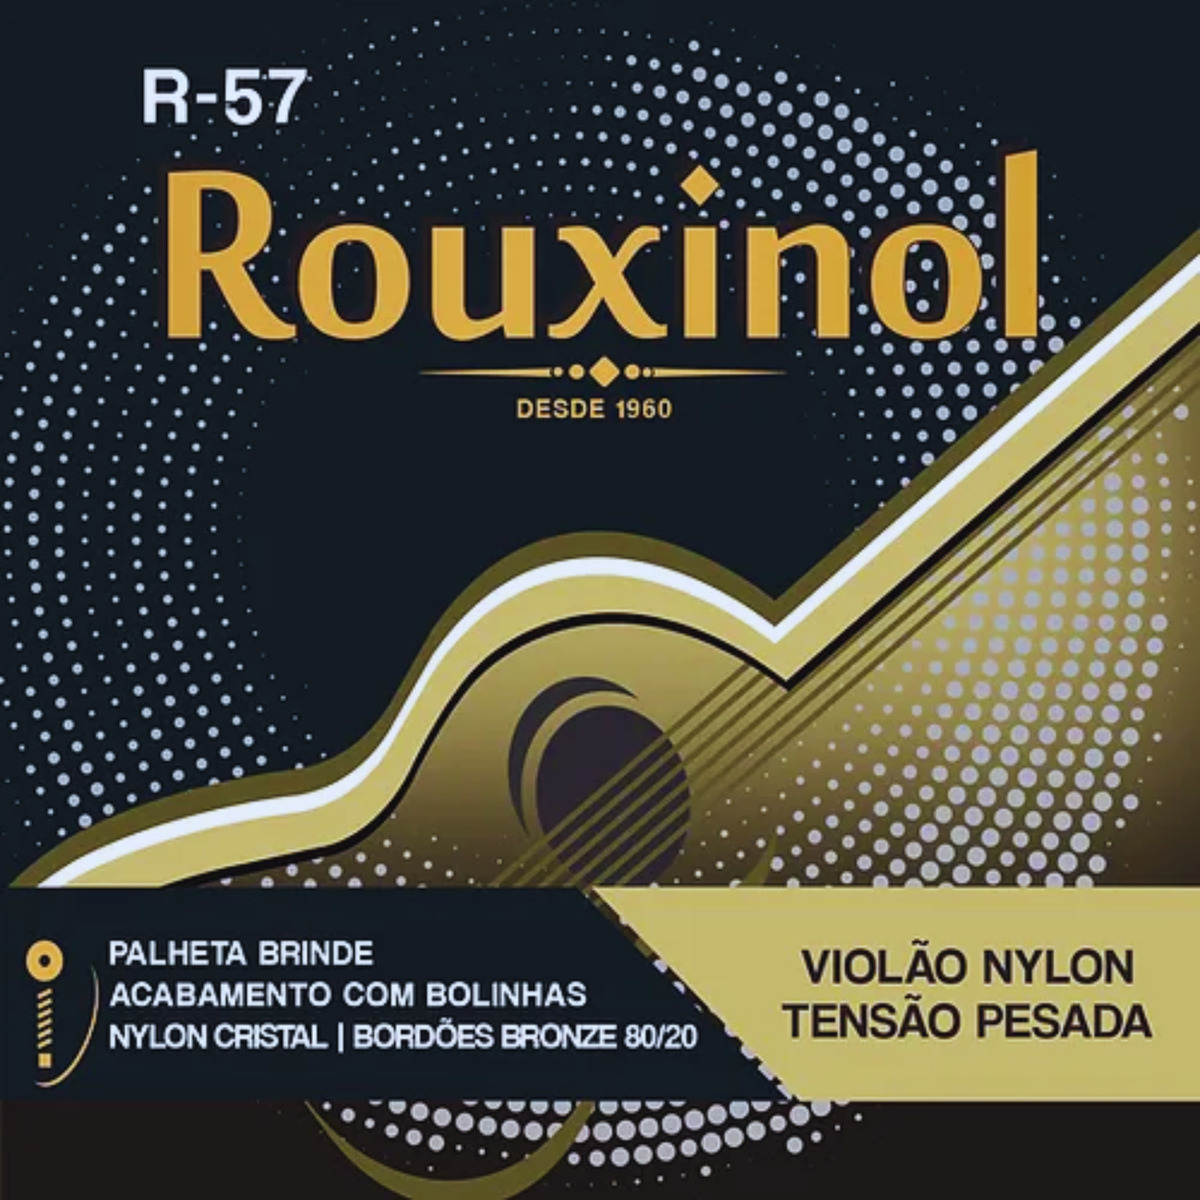 R-57
Rouxinol
DESDE 1960
PALHETA BRINDE
ACABAMENTO COM BOLINHAS
NYLON CRISTAL | BORDÕES BRONZE 80/20
VIOLÃO NYLON
TENSÃO PESADA